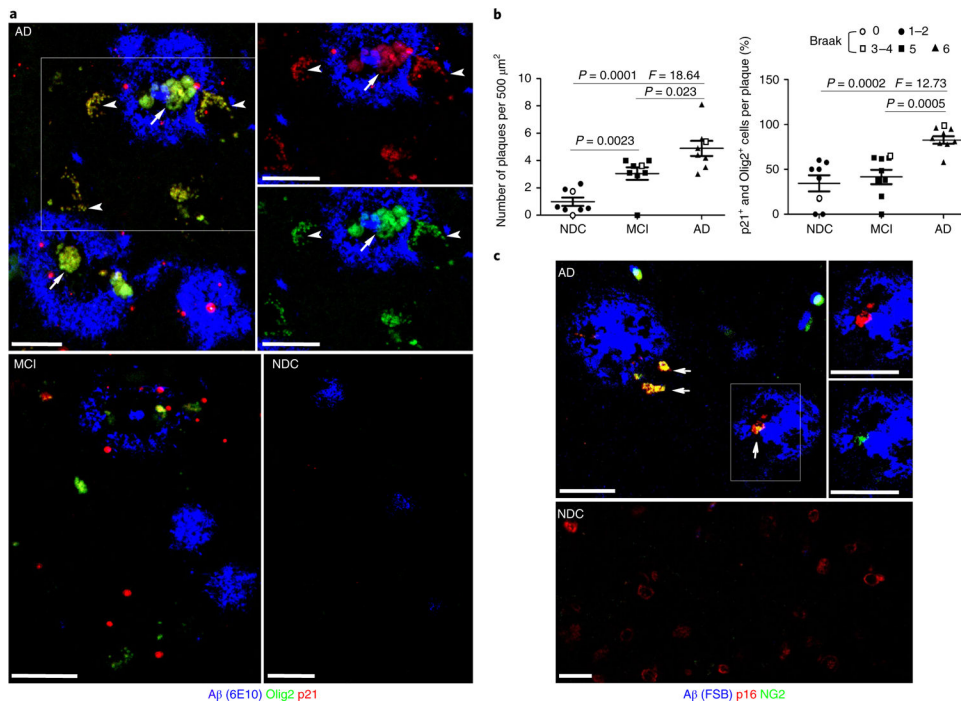 a
AD
MCI
NDC
Aβ (6E10) Olig2 p21
b
Braak
0
1–2
3–4
5
6
P = 0.0001 F = 18.64
P = 0.023
P = 0.0023
Number of plaques per 500 μm²
10
8
6
4
2
0
NDC MCI AD
P = 0.0002 F = 12.73
P = 0.0005
p21⁺ and Olig2⁺ cells per plaque (%)
150
100
50
0
NDC MCI AD
c
AD
NDC
Aβ (FSB) p16 NG2